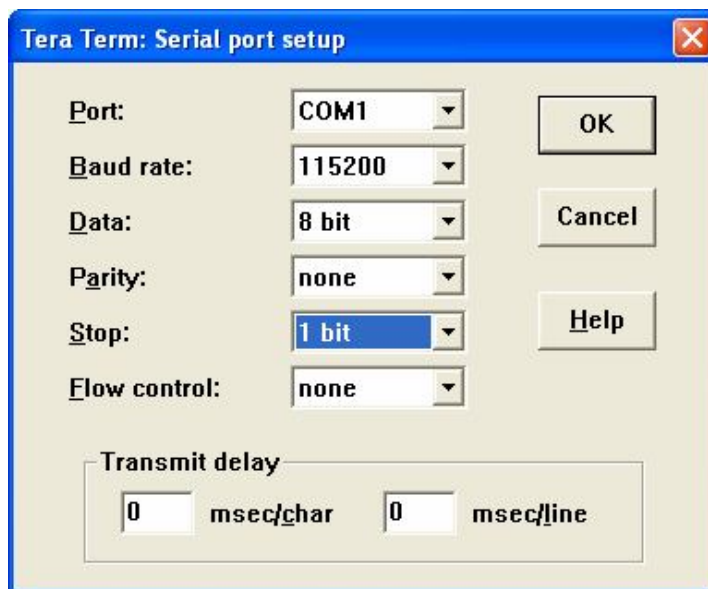 Tera Term: Serial port setup
Port: COM1
OK
Baud rate: 115200
Data: 8 bit
Cancel
Parity: none
Stop: 1 bit
Help
Flow control: none
Transmit delay
0 msec/char 0 msec/line